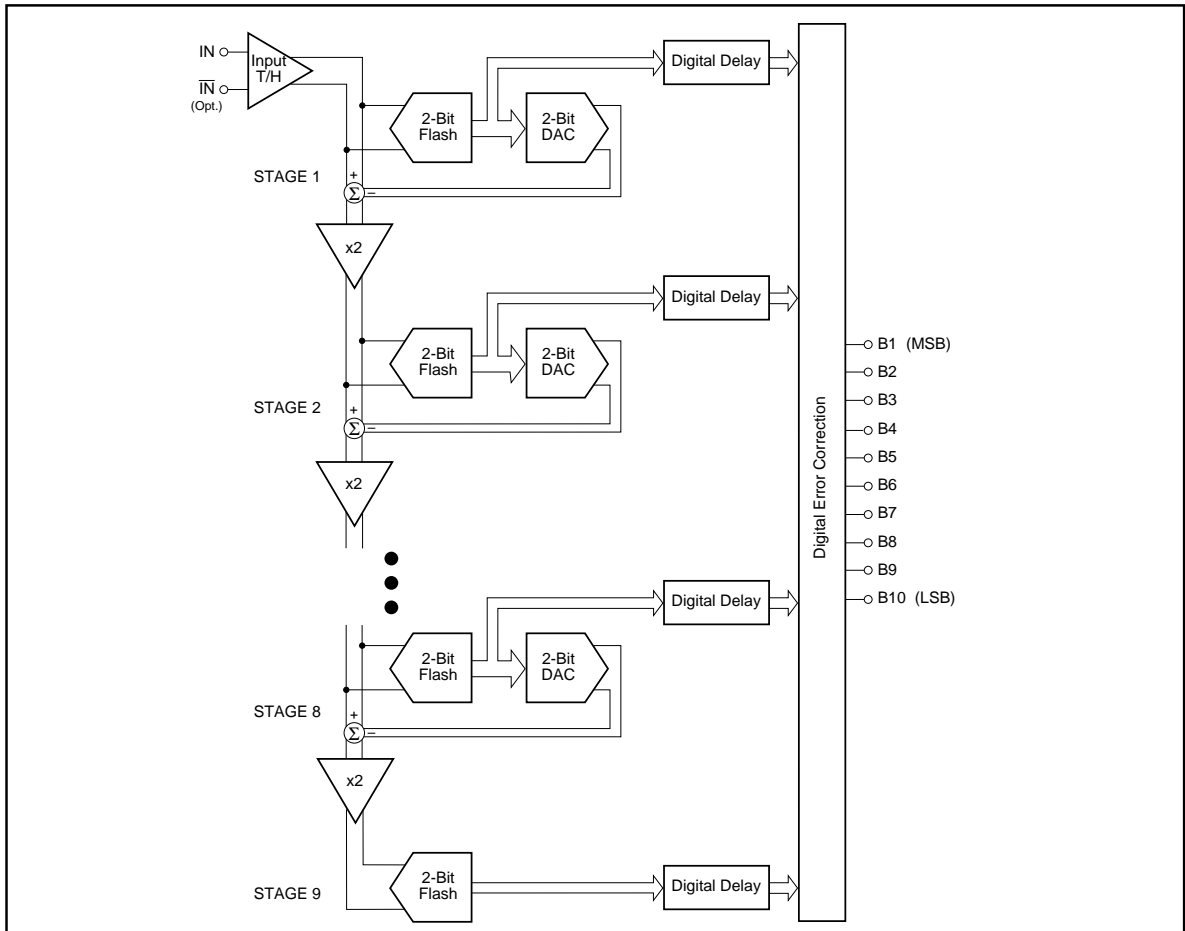 IN
Input
T/H
IN
(Opt.)
2-Bit
Flash
2-Bit
DAC
Digital Delay
STAGE 1
+
Σ
–
x2
2-Bit
Flash
2-Bit
DAC
Digital Delay
STAGE 2
+
Σ
–
x2
2-Bit
Flash
2-Bit
DAC
Digital Delay
STAGE 8
+
Σ
–
x2
2-Bit
Flash
Digital Delay
STAGE 9
Digital Error Correction
B1 (MSB)
B2
B3
B4
B5
B6
B7
B8
B9
B10 (LSB)